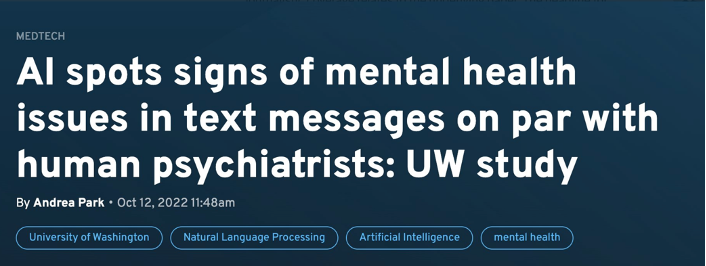 MEDTECH
AI spots signs of mental health
issues in text messages on par with
human psychiatrists: UW study
By Andrea Park • Oct 12, 2022 11:48am
University of Washington Natural Language Processing Artificial Intelligence mental health